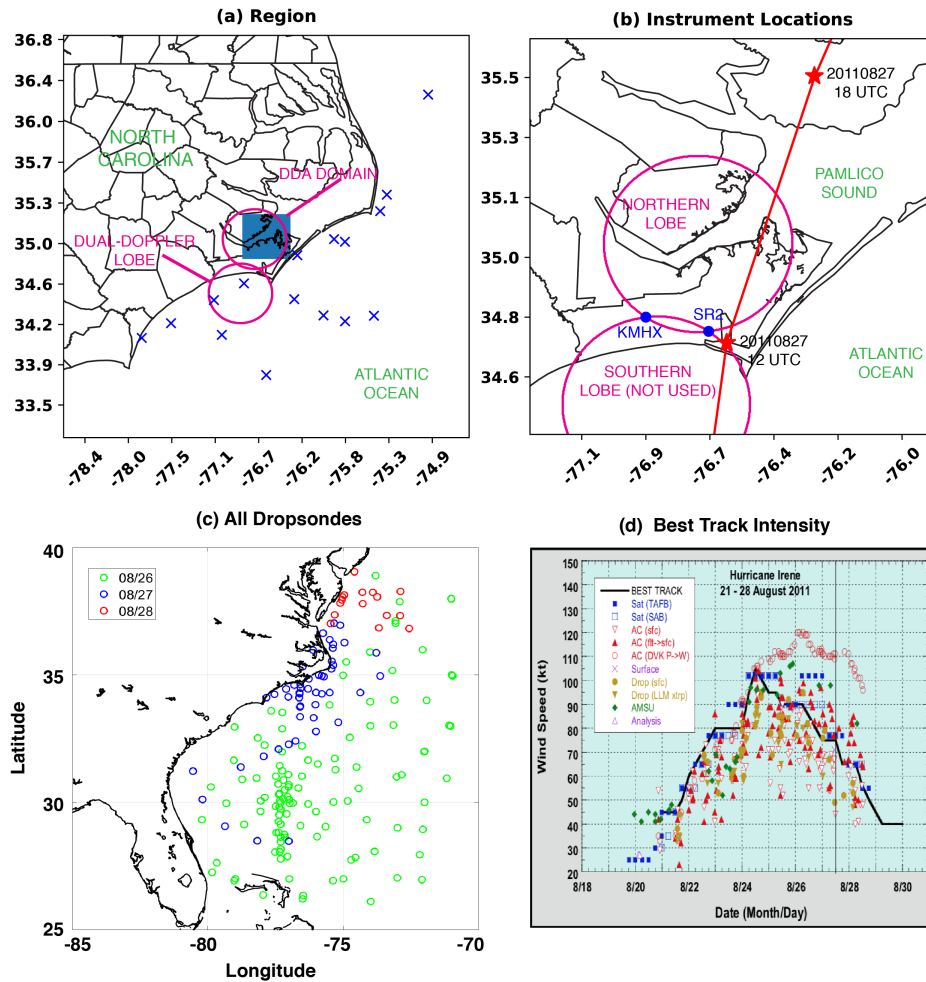 (a) Region
36.8
36.4
36.0
35.7
35.3
35.0
34.6
34.2
33.9
33.5
NORTH
CAROLINA
DDA DOMAIN
DUAL-DOPPLER
LOBE
ATLANTIC
OCEAN
-78.4
-78.0
-77.5
-77.1
-76.7
-76.2
-75.8
-75.3
-74.9
(b) Instrument Locations
35.5
35.3
35.1
35.0
34.8
34.6
20110827
18 UTC
PAMLICO
SOUND
NORTHERN
LOBE
SR2
KMHX
20110827
12 UTC
SOUTHERN
LOBE (NOT USED)
ATLANTIC
OCEAN
-77.1
-76.9
-76.7
-76.4
-76.2
-76.0
(c) All Dropsondes
40
35
30
25
Latitude
08/26
08/27
08/28
-85
-80
-75
-70
Longitude
(d) Best Track Intensity
150
140
130
120
110
100
90
80
70
60
50
40
30
20
Wind Speed (kt)
Hurricane Irene
21 - 28 August 2011
BEST TRACK
Sat (TAFB)
Sat (SAB)
AC (sfc)
AC (flt->sfc)
AC (DVK P->W)
Surface
Drop (sfc)
Drop (LLM xtrp)
AMSU
Analysis
8/18
8/20
8/22
8/24
8/26
8/28
8/30
Date (Month/Day)